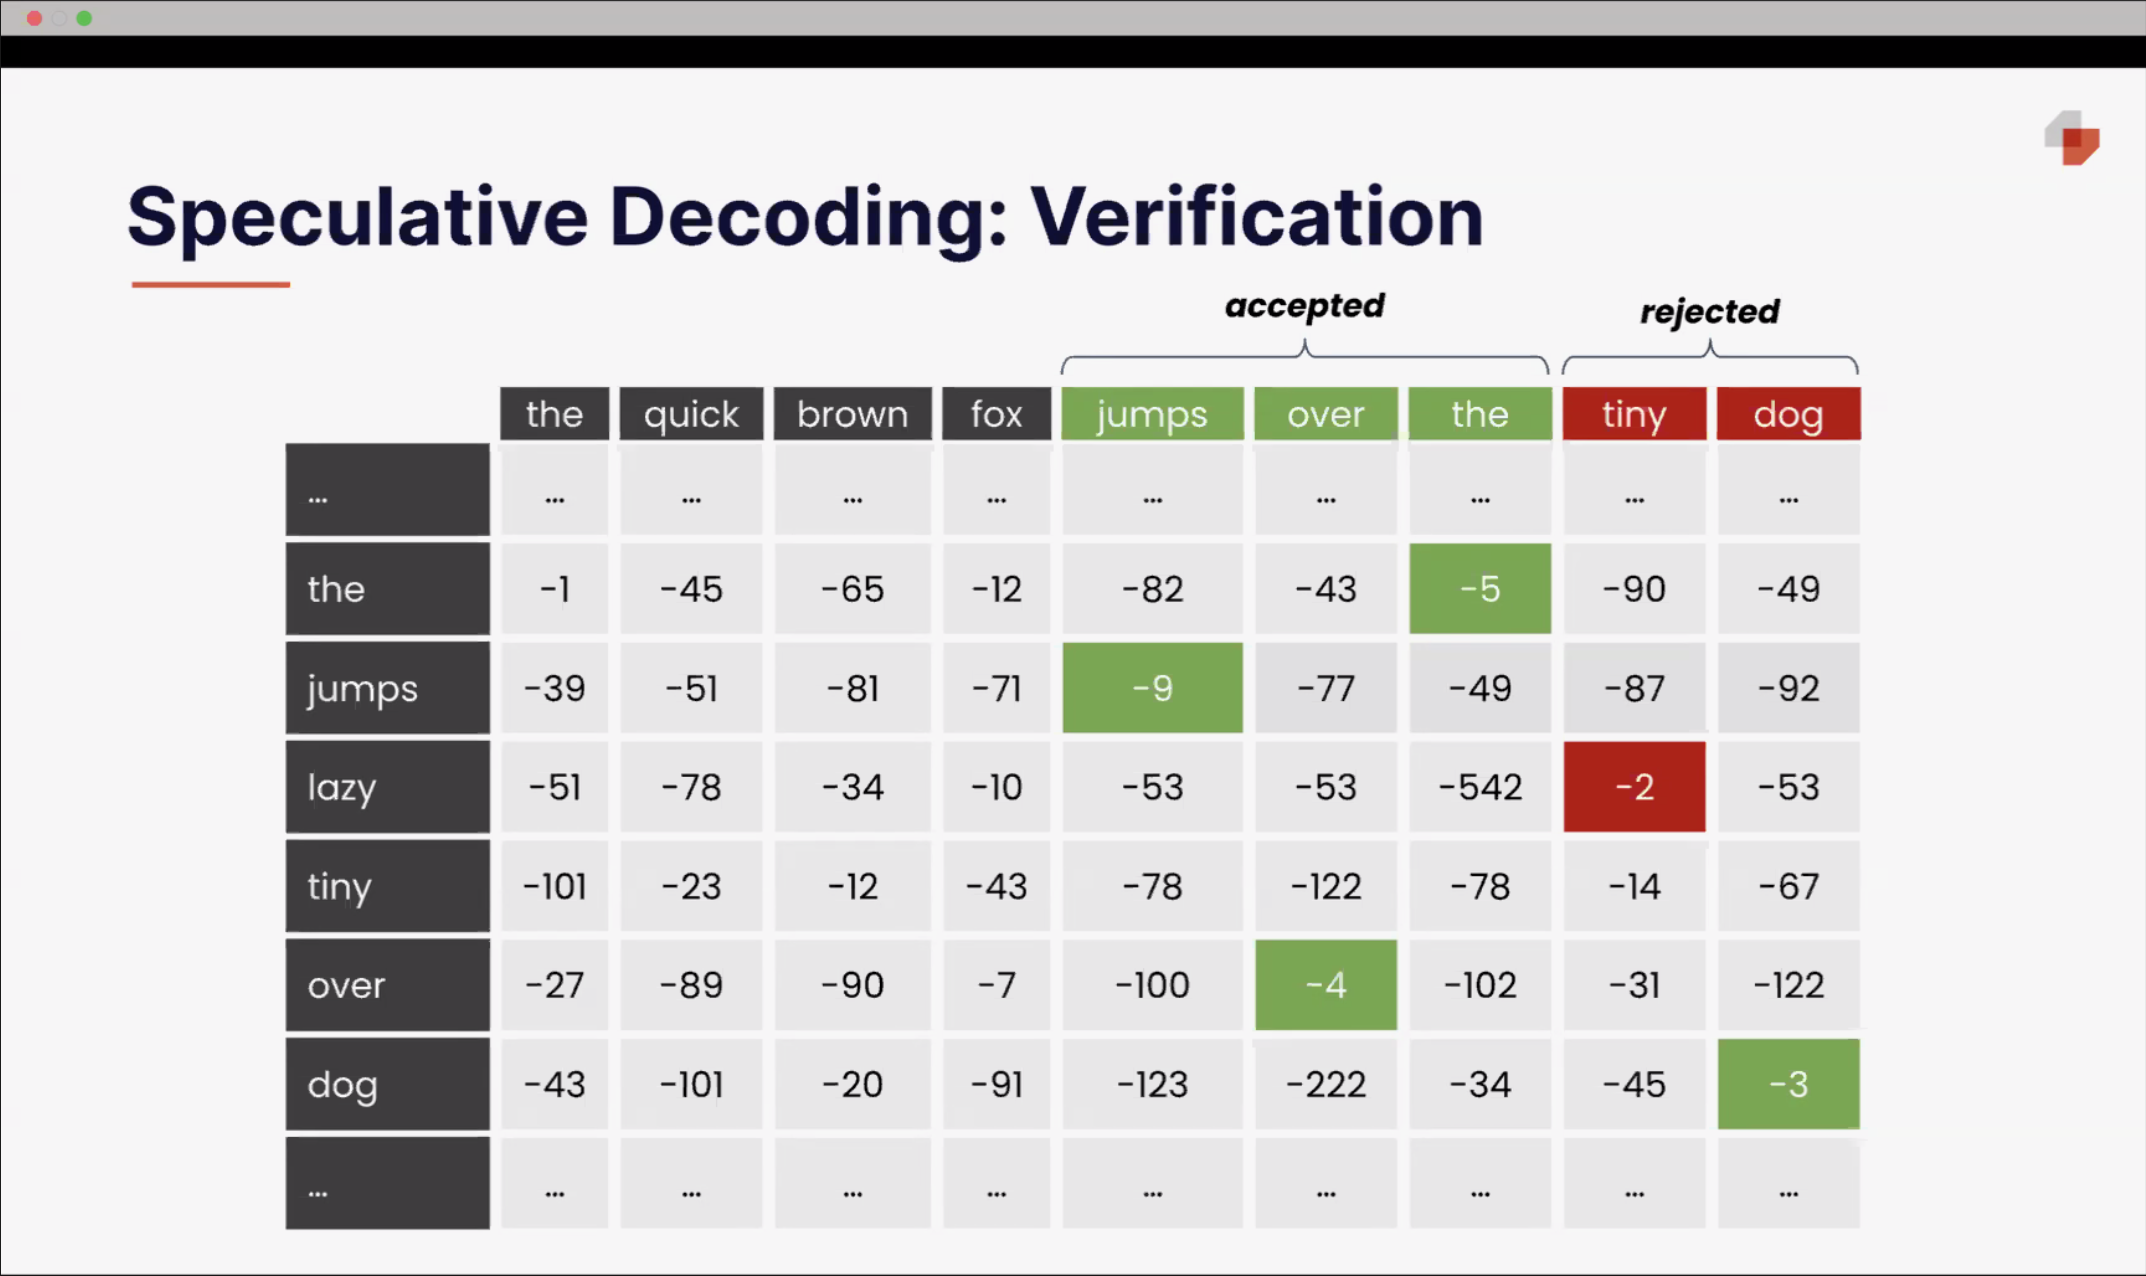 Speculative Decoding: Verification
accepted rejected
the quick brown fox jumps over the tiny dog
... ... ... ... ... ... ... ... ... ...
the -1 -45 -65 -12 -82 -43 -5 -90 -49
jumps -39 -51 -81 -71 -9 -77 -49 -87 -92
lazy -51 -78 -34 -10 -53 -53 -542 -2 -53
tiny -101 -23 -12 -43 -78 -122 -78 -14 -67
over -27 -89 -90 -7 -100 -4 -102 -31 -122
dog -43 -101 -20 -91 -123 -222 -34 -45 -3
... ... ... ... ... ... ... ... ... ...